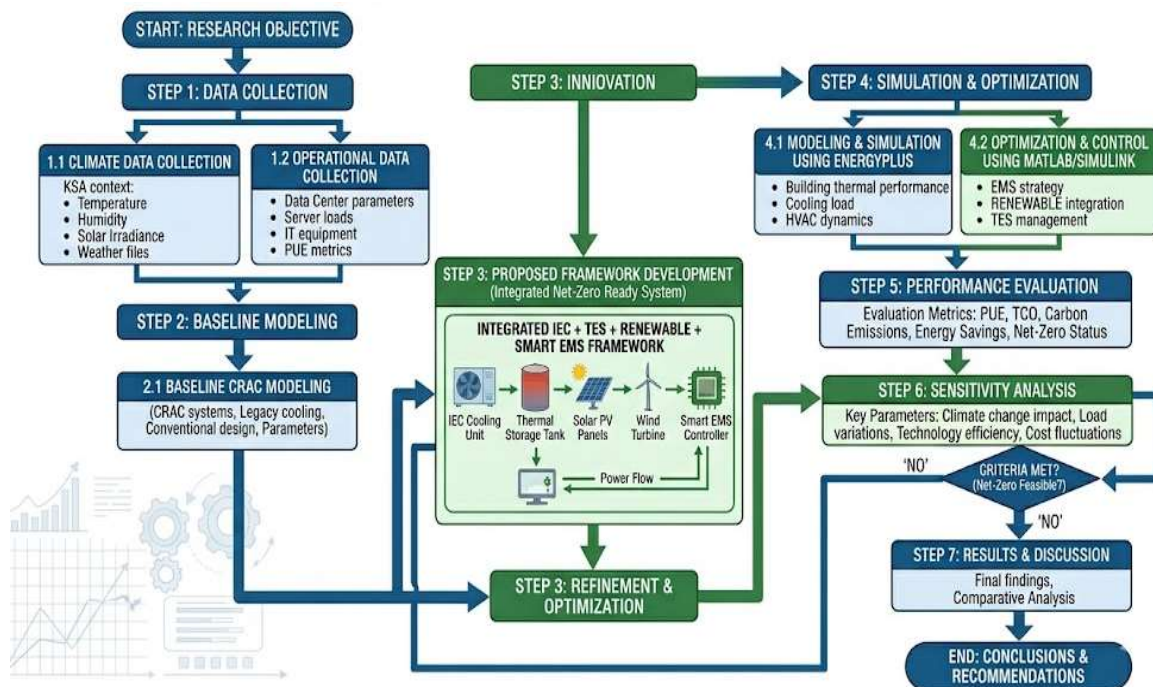 START: RESEARCH OBJECTIVE
STEP 1: DATA COLLECTION
1.1 CLIMATE DATA COLLECTION
KSA context:
• Temperature
• Humidity
• Solar Irradiance
• Weather files
1.2 OPERATIONAL DATA
COLLECTION
• Data Center parameters
• Server loads
• IT equipment
• PUE metrics
STEP 2: BASELINE MODELING
2.1 BASELINE CRAC MODELING
(CRAC systems, Legacy cooling,
Conventional design, Parameters)
STEP 3: INNIOVATION
STEP 3: PROPOSED FRAMEWORK DEVELOPMENT
(Integrated Net-Zero Ready System)
INTEGRATED IEC + TES + RENEWABLE +
SMART EMS FRAMEWORK
IEC Cooling
Unit
Thermal
Storage Tank
Solar PV
Panels
Wind
Turbine
Smart EMS
Controller
Power Flow
STEP 3: REFINEMENT &
OPTIMIZATION
STEP 4: SIMULATION & OPTIMIZATION
4.1 MODELING & SIMULATION
USING ENERGYPLUS
• Building thermal performance
• Cooling load
• HVAC dynamics
4.2 OPTIMIZATION & CONTROL
USING MATLAB/SIMULINK
• EMS strategy
• RENEWABLE integration
• TES management
STEP 5: PERFORMANCE EVALUATION
Evaluation Metrics: PUE, TCO, Carbon
Emissions, Energy Savings, Net-Zero Status
STEP 6: SENSITIVITY ANALYSIS
Key Parameters: Climate change impact, Load
variations, Technology efficiency, Cost fluctuations
'NO'
CRITERIA MET?
(Net-Zero Feasible?)
'NO'
STEP 7: RESULTS & DISCUSSION
Final findings,
Comparative Analysis
END: CONCLUSIONS &
RECOMMENDATIONS